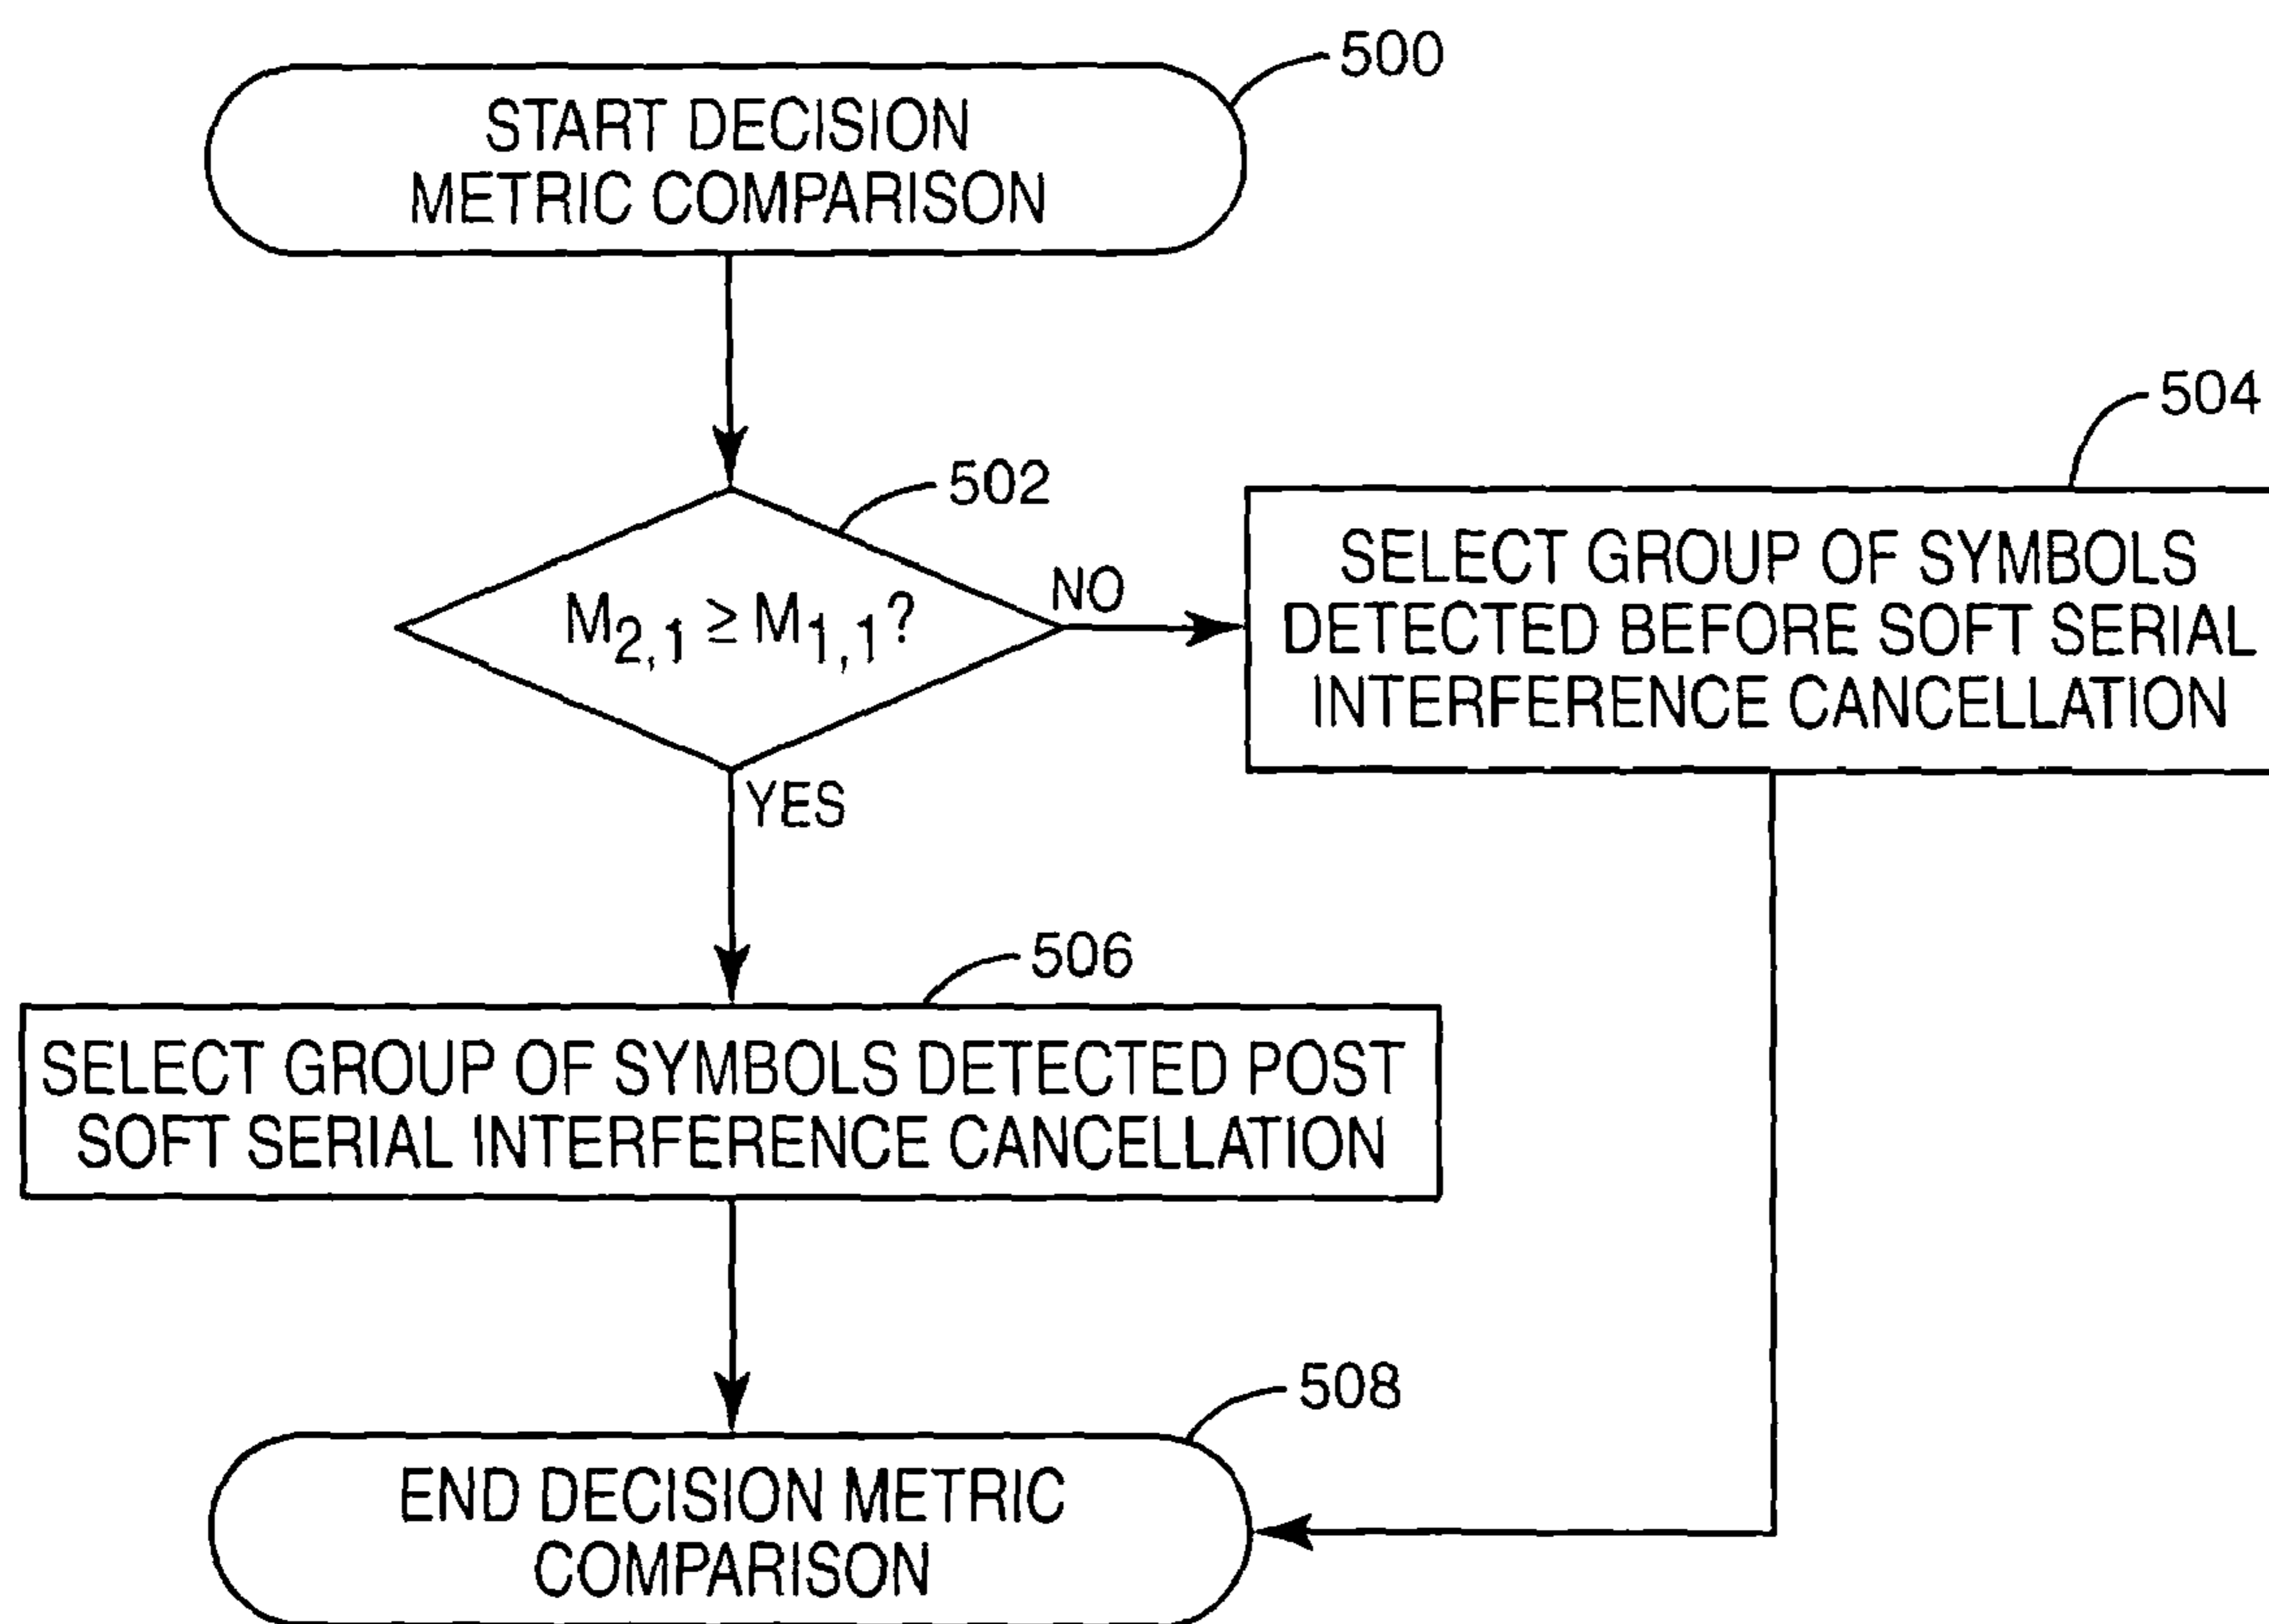 500
START DECISION
METRIC COMPARISON
502
M2,1 ≥ M1,1?
NO
504
SELECT GROUP OF SYMBOLS
DETECTED BEFORE SOFT SERIAL
INTERFERENCE CANCELLATION
YES
506
SELECT GROUP OF SYMBOLS DETECTED POST
SOFT SERIAL INTERFERENCE CANCELLATION
508
END DECISION METRIC
COMPARISON